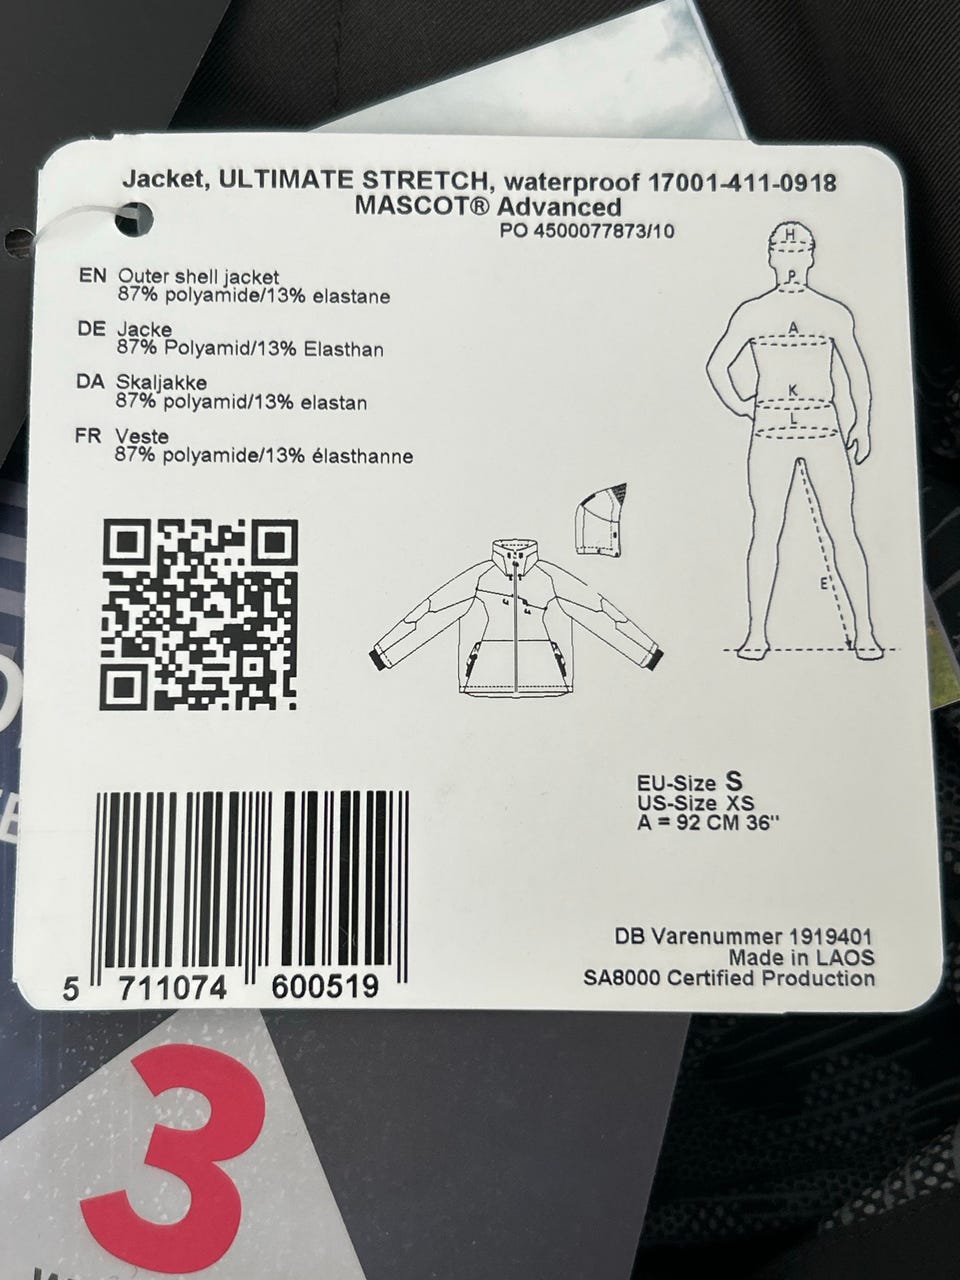 Jacket, ULTIMATE STRETCH, waterproof 17001-411-0918
MASCOT® Advanced
PO 4500077873/10
EN Outer shell jacket
87% polyamide/13% elastane
DE Jacke
87% Polyamid/13% Elasthan
DA Skaljakke
87% polyamid/13% elastan
FR Veste
87% polyamide/13% élasthanne
H
P
A
K
L
E
EU-Size S
US-Size XS
A = 92 CM 36"
5 711074 600519
DB Varenummer 1919401
Made in LAOS
SA8000 Certified Production
3